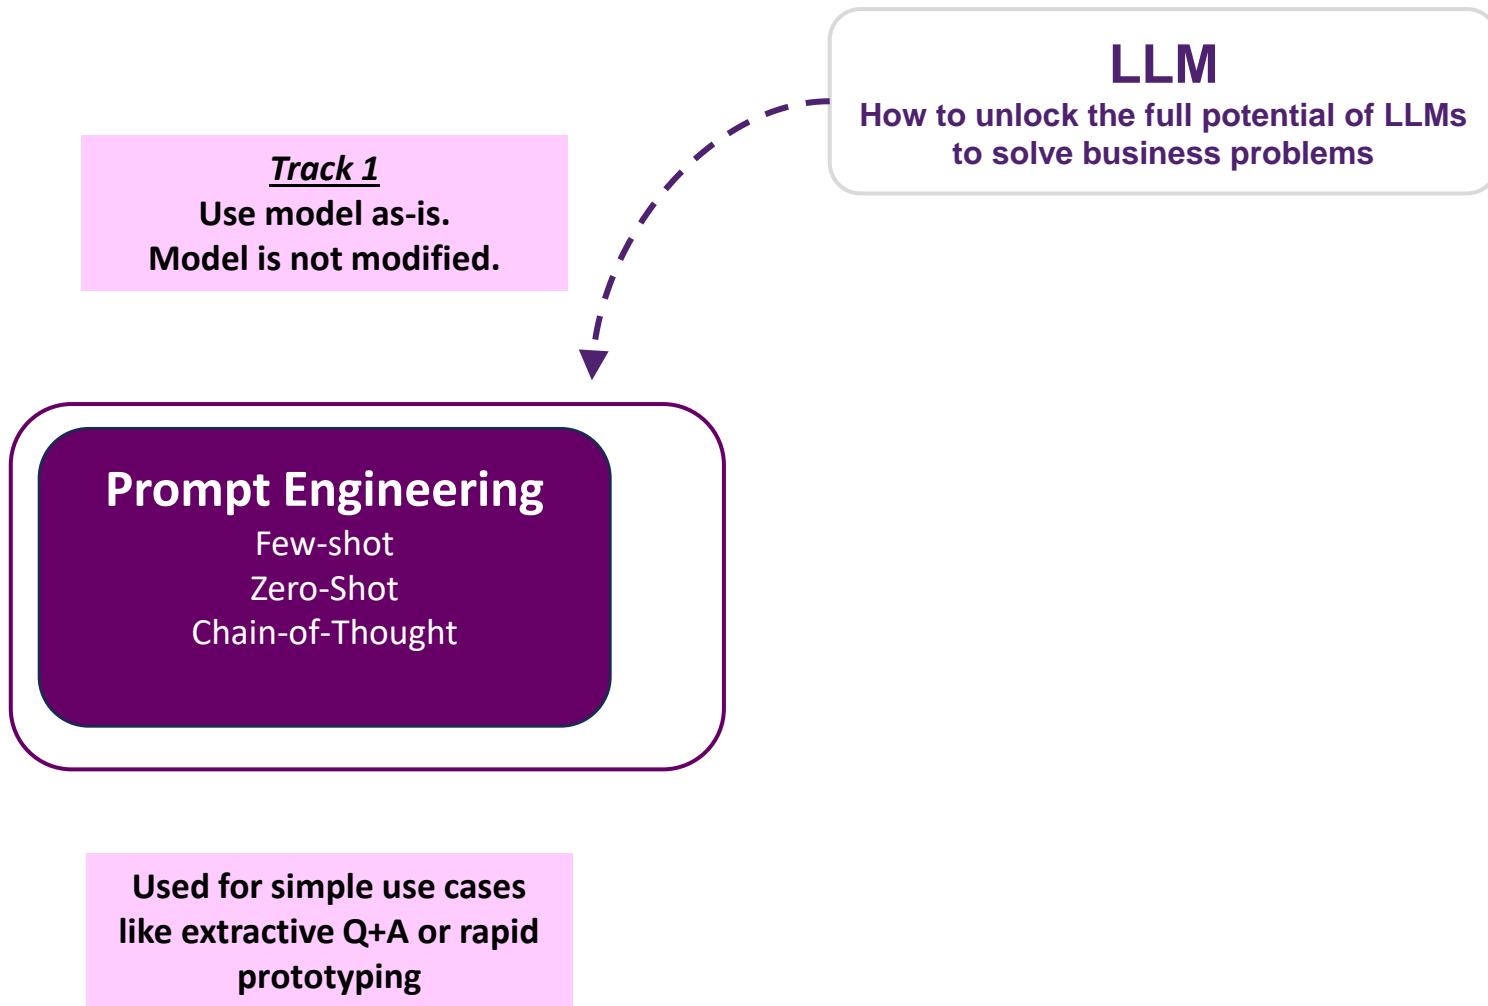 LLM
How to unlock the full potential of LLMs
to solve business problems
Track 1
Use model as-is.
Model is not modified.
Prompt Engineering
Few-shot
Zero-Shot
Chain-of-Thought
Used for simple use cases
like extractive Q+A or rapid
prototyping